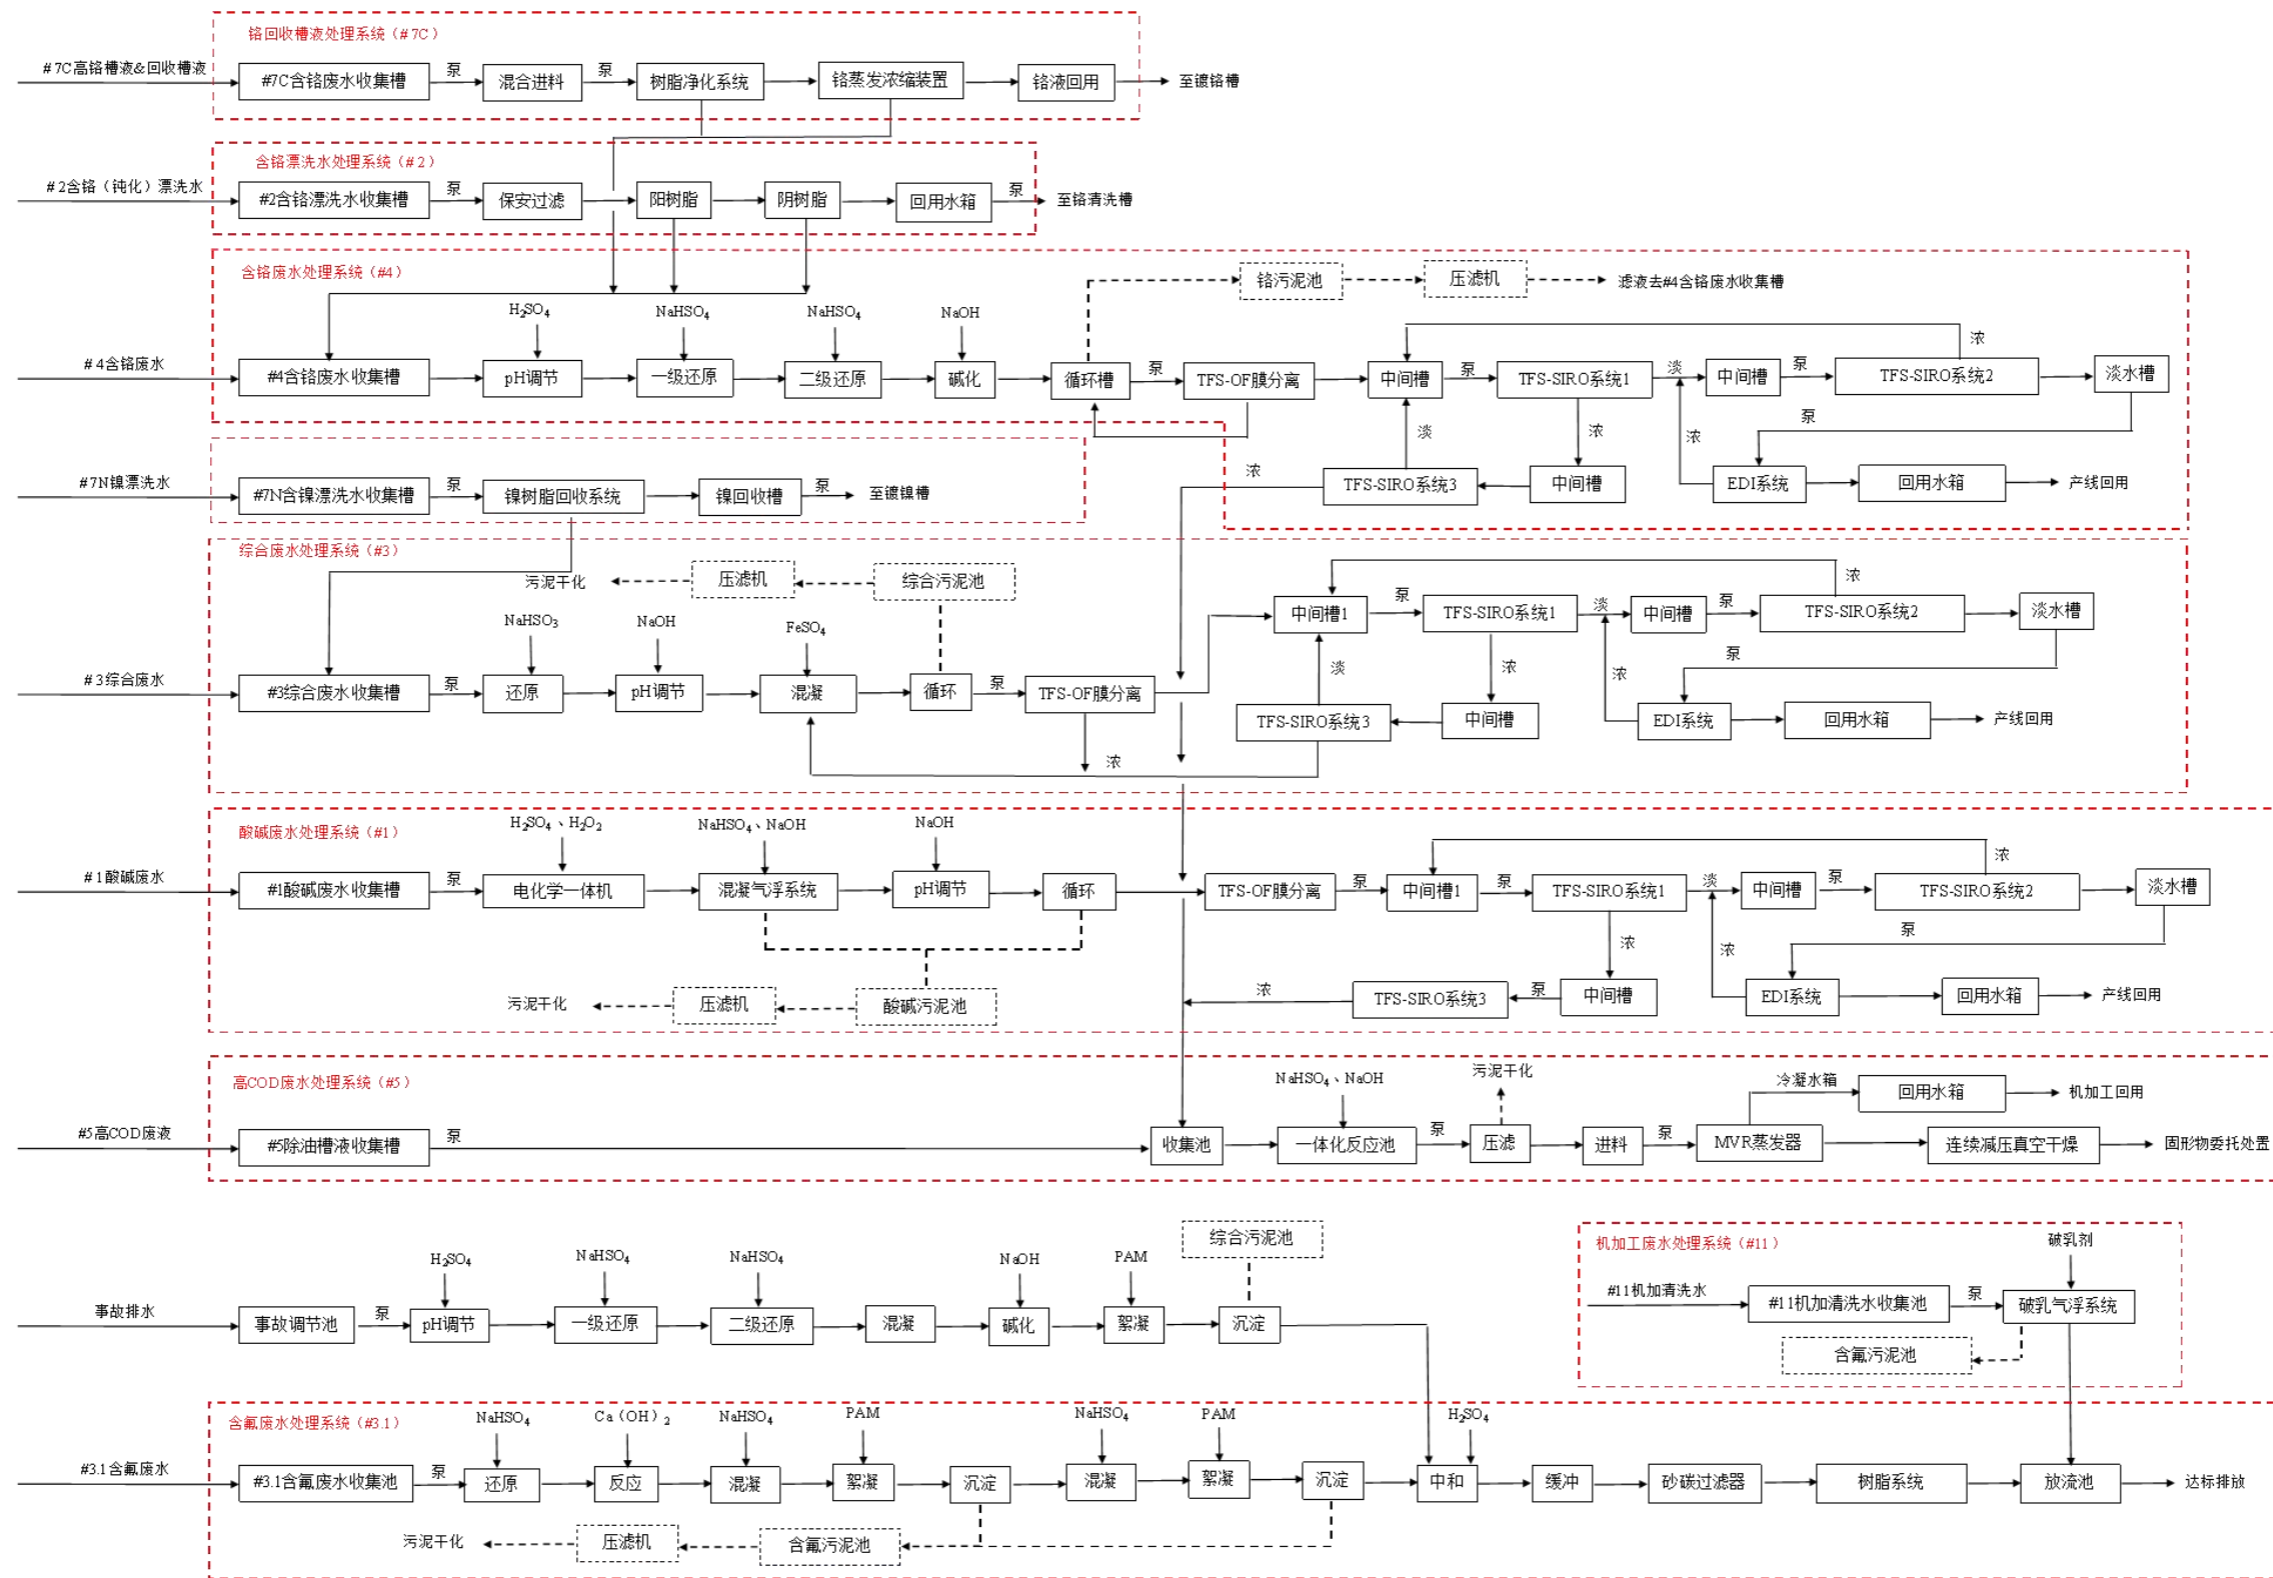 铬回收槽液处理系统（#7C）
#7C高铬槽液&回收槽液
#7C含铬废水收集槽
泵
混合进料
泵
树脂净化系统
铬蒸发浓缩装置
铬液回用
至镀铬槽
含铬漂洗水处理系统（#2）
#2含铬（钝化）漂洗水
#2含铬漂洗水收集槽
泵
保安过滤
阳树脂
阴树脂
回用水箱
泵
至铬清洗槽
含铬废水处理系统（#4）
铬污泥池
压滤机
滤液去#4含铬废水收集槽
H₂SO₄
NaHSO₄
NaHSO₄
NaOH
浓
#4含铬废水
#4含铬废水收集槽
pH调节
一级还原
二级还原
碱化
循环槽
泵
TFS-OF膜分离
中间槽
泵
TFS-SIRO系统1
淡
中间槽
泵
TFS-SIRO系统2
淡水槽
淡
浓
浓
泵
#7N镍漂洗水
#7N含镍漂洗水收集槽
泵
镍树脂回收系统
镍回收槽
泵
至镀镍槽
浓
TFS-SIRO系统3
中间槽
EDI系统
回用水箱
产线回用
综合废水处理系统（#3）
污泥干化
压滤机
综合污泥池
浓
NaHSO₃
NaOH
FeSO₄
中间槽1
泵
TFS-SIRO系统1
淡
中间槽
泵
TFS-SIRO系统2
淡水槽
#3综合废水
#3综合废水收集槽
泵
还原
pH调节
混凝
循环
泵
TFS-OF膜分离
淡
浓
浓
泵
TFS-SIRO系统3
中间槽
EDI系统
回用水箱
产线回用
浓
酸碱废水处理系统（#1）
H₂SO₄、H₂O₂
NaHSO₄、NaOH
NaOH
浓
#1酸碱废水
#1酸碱废水收集槽
泵
电化学一体机
混凝气浮系统
pH调节
循环
TFS-OF膜分离
泵
中间槽1
泵
TFS-SIRO系统1
淡
中间槽
泵
TFS-SIRO系统2
淡水槽
浓
浓
泵
污泥干化
压滤机
酸碱污泥池
浓
TFS-SIRO系统3
泵
中间槽
EDI系统
回用水箱
产线回用
高COD废水处理系统（#5）
NaHSO₄、NaOH
污泥干化
冷凝水箱
回用水箱
机加工回用
#5高COD废液
#5除油槽液收集槽
泵
收集池
一体化反应池
泵
压滤
进料
泵
MVR蒸发器
连续减压真空干燥
固形物委托处置
综合污泥池
机加工废水处理系统（#11）
破乳剂
H₂SO₄
NaHSO₄
NaHSO₄
NaOH
PAM
#11机加清洗水
#11机加清洗水收集池
泵
破乳气浮系统
事故排水
事故调节池
泵
pH调节
一级还原
二级还原
混凝
碱化
絮凝
沉淀
含氟污泥池
含氟废水处理系统（#3.1）
NaHSO₄
Ca（OH）₂
NaHSO₄
PAM
NaHSO₄
PAM
H₂SO₄
#3.1含氟废水
#3.1含氟废水收集池
泵
还原
反应
混凝
絮凝
沉淀
混凝
絮凝
沉淀
中和
缓冲
砂碳过滤器
树脂系统
放流池
达标排放
污泥干化
压滤机
含氟污泥池